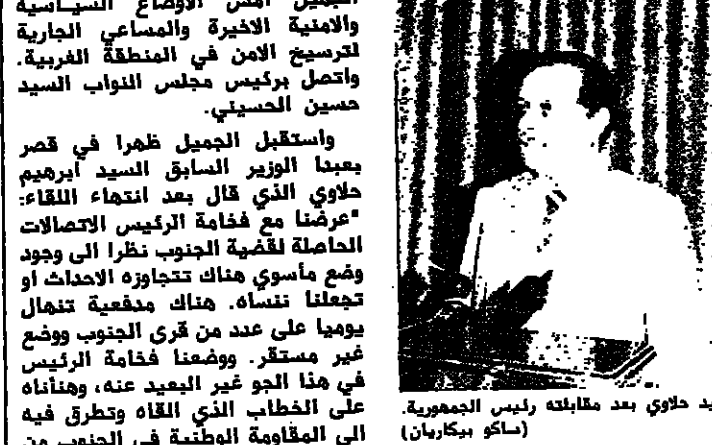 الجميل امس الاوضاع السياسية
والامنية الاخيرة والمساعي الجارية
لترسيخ الامن في المنطقة الغربية.
واتصل برئيس مجلس النواب السيد
حسين الحسيني.
واستقبل الجميل ظهرا في قصر
بعبدا الوزير السابق السيد ابرهيم
حلاوي الذي قال بعد انتهاء اللقاء:
"عرضنا مع فخامة الرئيس الاتصالات
الحاصلة لقضية الجنوب نظرا الى وجود
وضع مأسوي هناك تتجاوزه الاحداث او
تجعلنا ننساه. هناك مدفعية تنهال
يوميا على عدد من قرى الجنوب ووضع
غير مستقر. ووضعنا فخامة الرئيس
في هذا الجو غير البعيد عنه، وهنأناه
على الخطاب الذي القاه وتطرق فيه
الى المقاومة الوطنية في الجنوب من
يد حلاوي بعد مقابلته رئيس الجمهورية.
(ساكو بيكاريان)